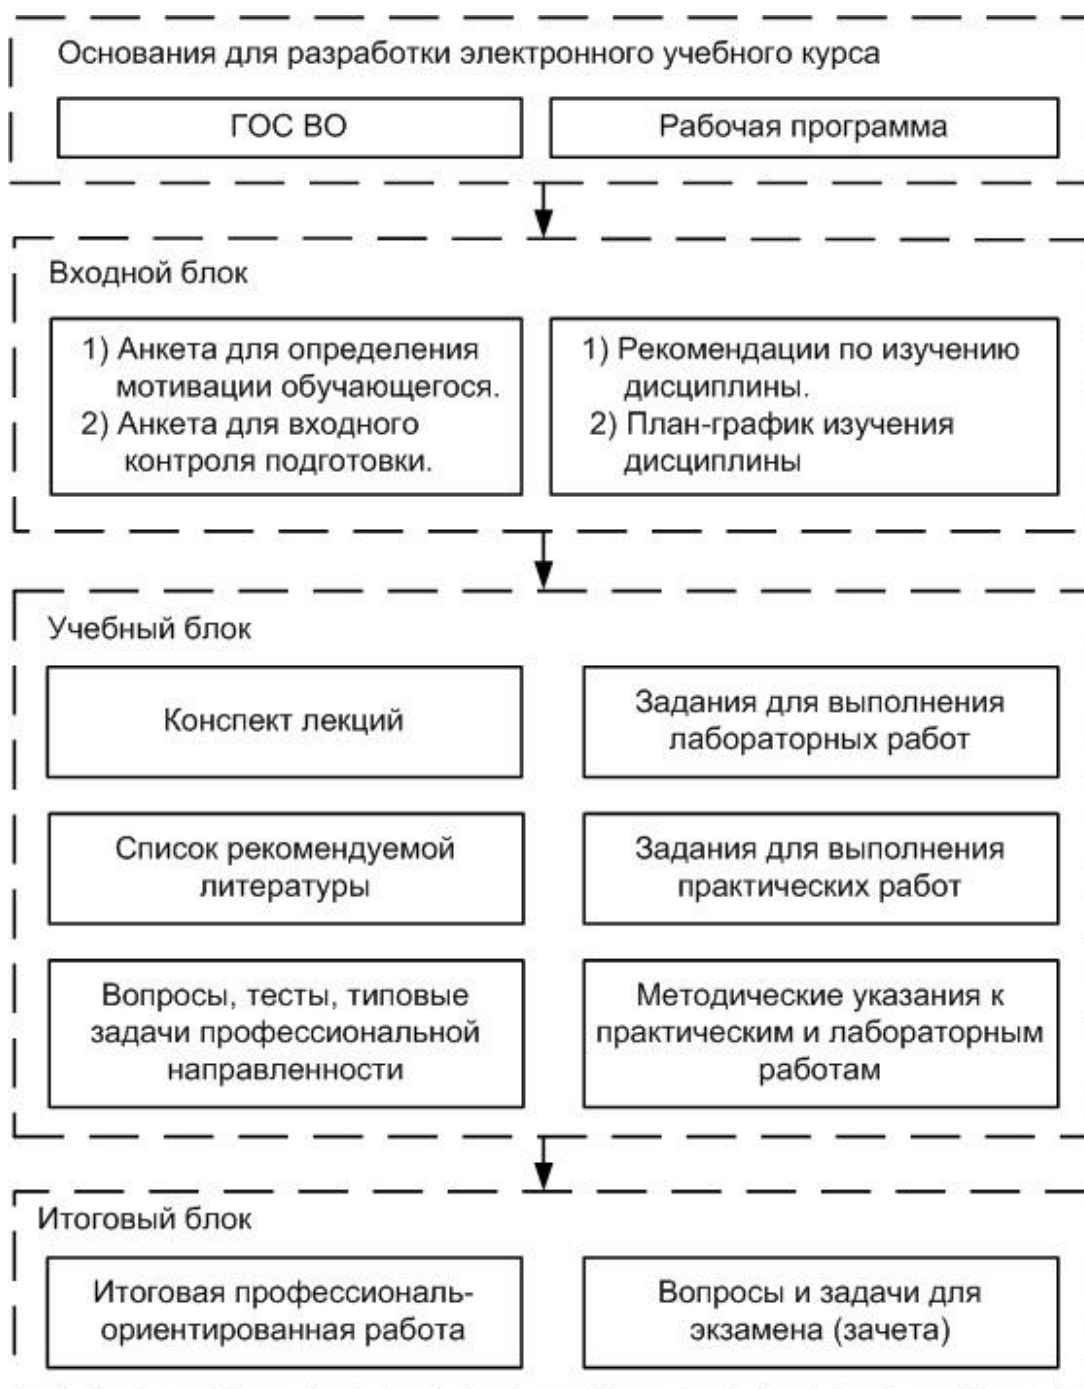 Основания для разработки электронного учебного курса
ГОС ВО
Рабочая программа
Входной блок
1) Анкета для определения
мотивации обучающегося.
2) Анкета для входного
контроля подготовки.
1) Рекомендации по изучению
дисциплины.
2) План-график изучения
дисциплины
Учебный блок
Конспект лекций
Задания для выполнения
лабораторных работ
Список рекомендуемой
литературы
Задания для выполнения
практических работ
Вопросы, тесты, типовые
задачи профессиональной
направленности
Методические указания к
практическим и лабораторным
работам
Итоговый блок
Итоговая профессиональ-
ориентированная работа
Вопросы и задачи для
экзамена (зачета)